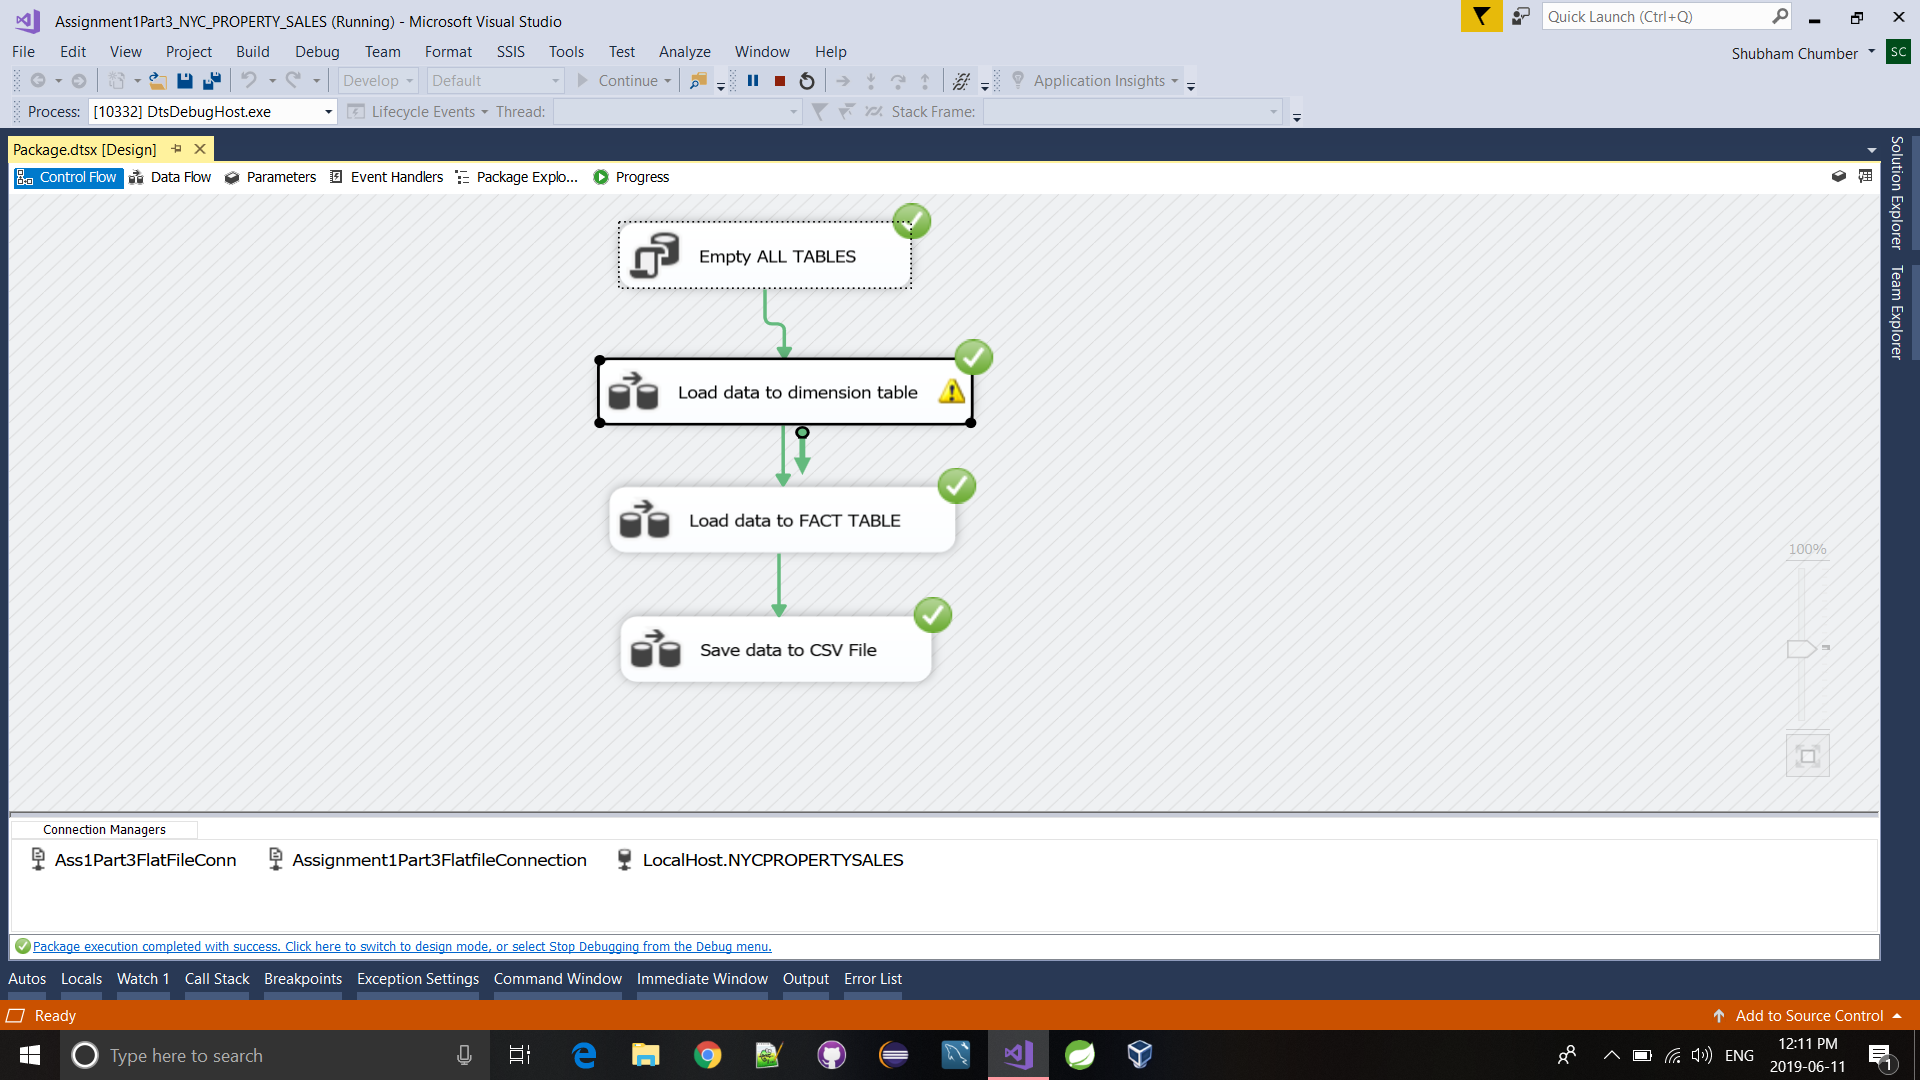 Assignment1Part3_NYC_PROPERTY_SALES (Running) - Microsoft Visual Studio
Quick Launch (Ctrl+Q)
File Edit View Project Build Debug Team Format SSIS Tools Test Analyze Window Help
Shubham Chumber SC
Develop Default Continue Application Insights
Process: [10332] DtsDebugHost.exe Lifecycle Events Thread: Stack Frame:
Package.dtsx [Design]
Control Flow Data Flow Parameters Event Handlers Package Explo... Progress
Solution Explorer
Team Explorer
Empty ALL TABLES
Load data to dimension table
Load data to FACT TABLE
Save data to CSV File
100%
Connection Managers
Ass1Part3FlatFileConn Assignment1Part3FlatfileConnection LocalHost.NYCPROPERTYSALES
Package execution completed with success. Click here to switch to design mode, or select Stop Debugging from the Debug menu.
Autos Locals Watch 1 Call Stack Breakpoints Exception Settings Command Window Immediate Window Output Error List
Ready Add to Source Control
Type here to search
ENG
12:11 PM
2019-06-11
1